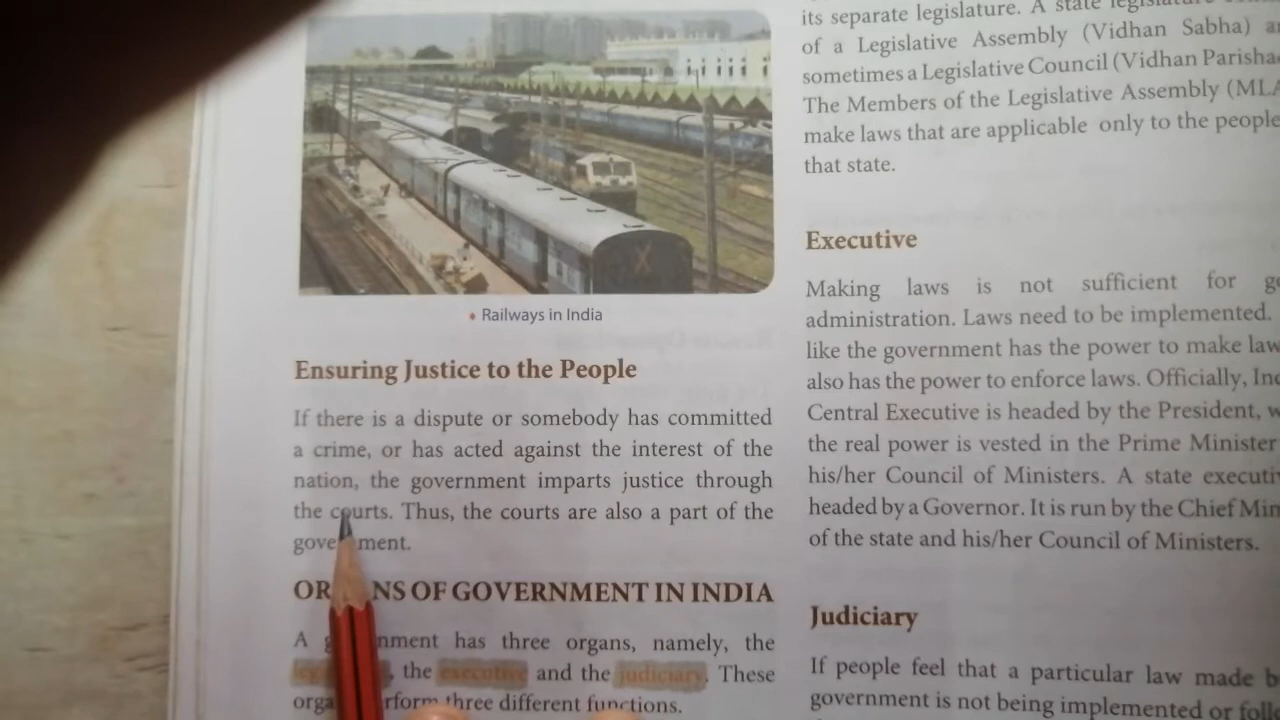 • Railways in India
Ensuring Justice to the People
If there is a dispute or somebody has committed
a crime, or has acted against the interest of the
nation, the government imparts justice through
the courts. Thus, the courts are also a part of the
ORGANS OF GOVERNMENT IN INDIA
A has three organs, namely, the
, the executive and the judiciary. These
three different functions.
its separate legislature. A state
of a Legislative Assembly (Vidhan Sabha)
sometimes a Legislative Council (Vidhan
The Members of the Legislative Assembly
make laws that are applicable only to the people
that state.
Executive
Making laws is not sufficient for
administration. Laws need to be implemented.
like the government has the power to make
also has the power to enforce laws. Officially,
Central Executive is headed by the President,
the real power is vested in the Prime Minister
his/her Council of Ministers. A state
headed by a Governor. It is run by the Chief
of the state and his/her Council of Ministers.
Judiciary
If people feel that a particular law made
government is not being implemented or